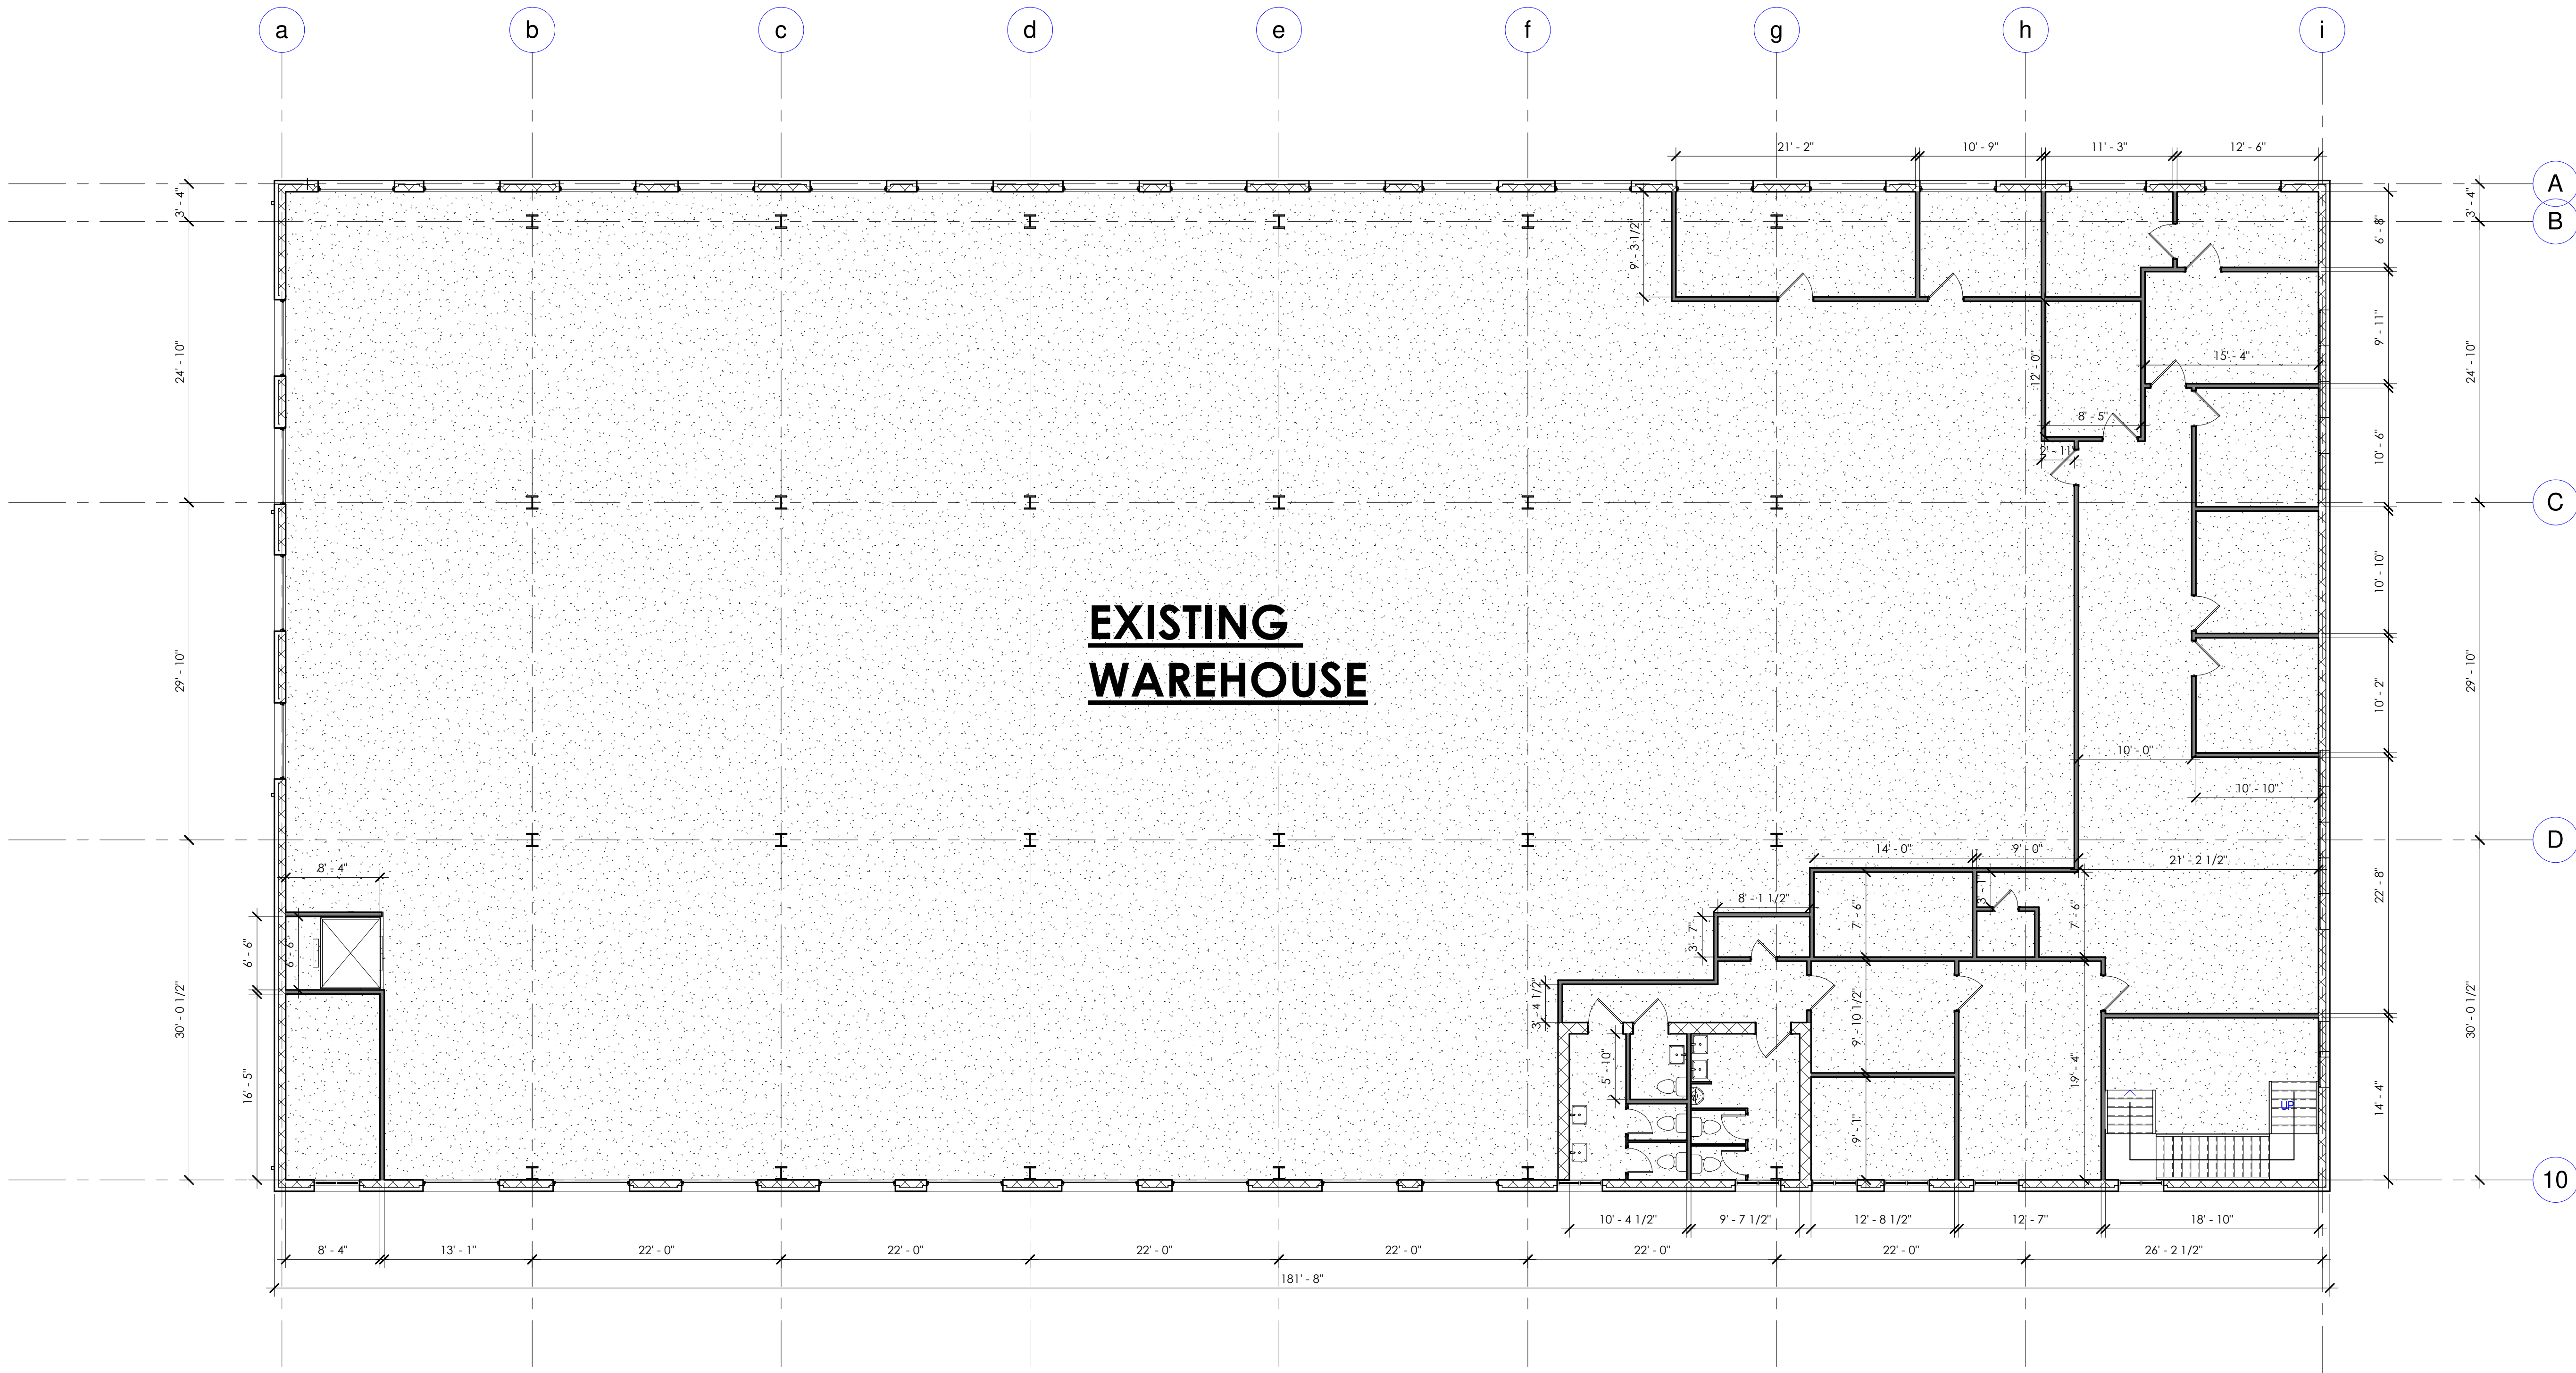 a b c d e f g h i
21' - 2" 10' - 9" 11' - 3" 12' - 6"
A
3' - 4" 3' - 4"
B
9' - 3 1/2" 6' - 8"
24' - 10" 12' - 0" 15' - 4" 9' - 11" 24' - 10"
8' - 5"
2' - 11" 10' - 6"
C
10' - 10"
EXISTING
WAREHOUSE
29' - 10" 10' - 2" 29' - 10"
10' - 0"
10' - 10"
D
8' - 4" 14' - 0" 9' - 0" 21' - 2 1/2" 22' - 8"
8' - 1 1/2" 3' - 1"
6' - 6" 6' - 6" 3' - 7" 7' - 6" 7' - 6"
30' - 0 1/2" 3' - 4 1/2" 9' - 10 1/2" 30' - 0 1/2"
16' - 5" 5' - 10" 9' - 1" 19' - 4" UP 14' - 4"
10
10' - 4 1/2" 9' - 7 1/2" 12' - 8 1/2" 12' - 7" 18' - 10"
8' - 4" 13' - 1" 22' - 0" 22' - 0" 22' - 0" 22' - 0" 22' - 0" 22' - 0" 26' - 2 1/2"
181' - 8"